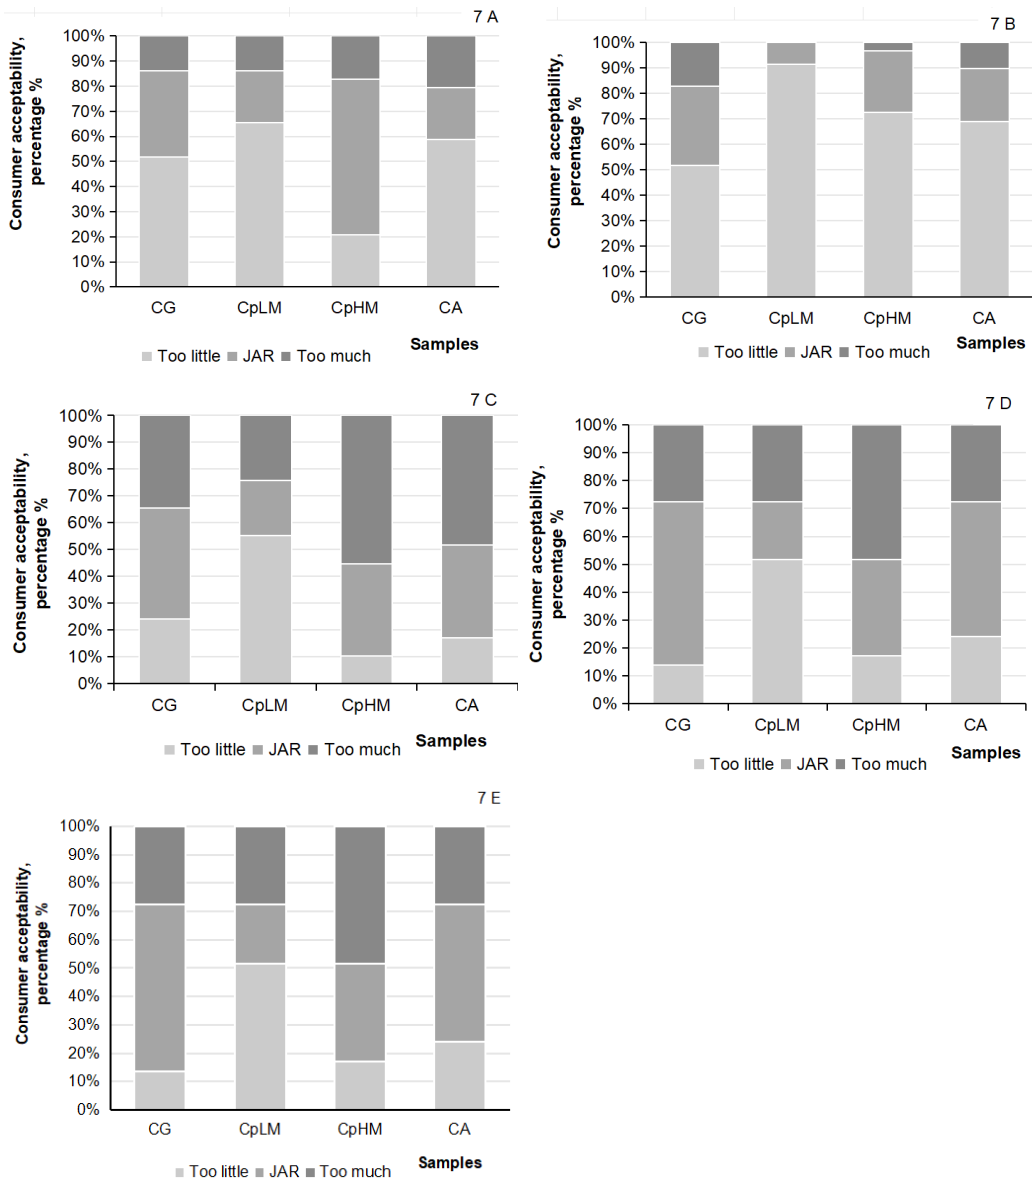 7 A
Consumer acceptability,
percentage %
100%
90%
80%
70%
60%
50%
40%
30%
20%
10%
0%
CG CpLM CpHM CA
Samples
Too little JAR Too much
7 B
Consumer acceptability,
percentage %
100%
90%
80%
70%
60%
50%
40%
30%
20%
10%
0%
CG CpLM CpHM CA
Samples
Too little JAR Too much
7 C
Consumer acceptability,
percentage %
100%
90%
80%
70%
60%
50%
40%
30%
20%
10%
0%
CG CpLM CpHM CA
Samples
Too little JAR Too much
7 D
Consumer acceptability,
percentage %
100%
90%
80%
70%
60%
50%
40%
30%
20%
10%
0%
CG CpLM CpHM CA
Samples
Too little JAR Too much
7 E
Consumer acceptability,
percentage %
100%
90%
80%
70%
60%
50%
40%
30%
20%
10%
0%
CG CpLM CpHM CA
Samples
Too little JAR Too much